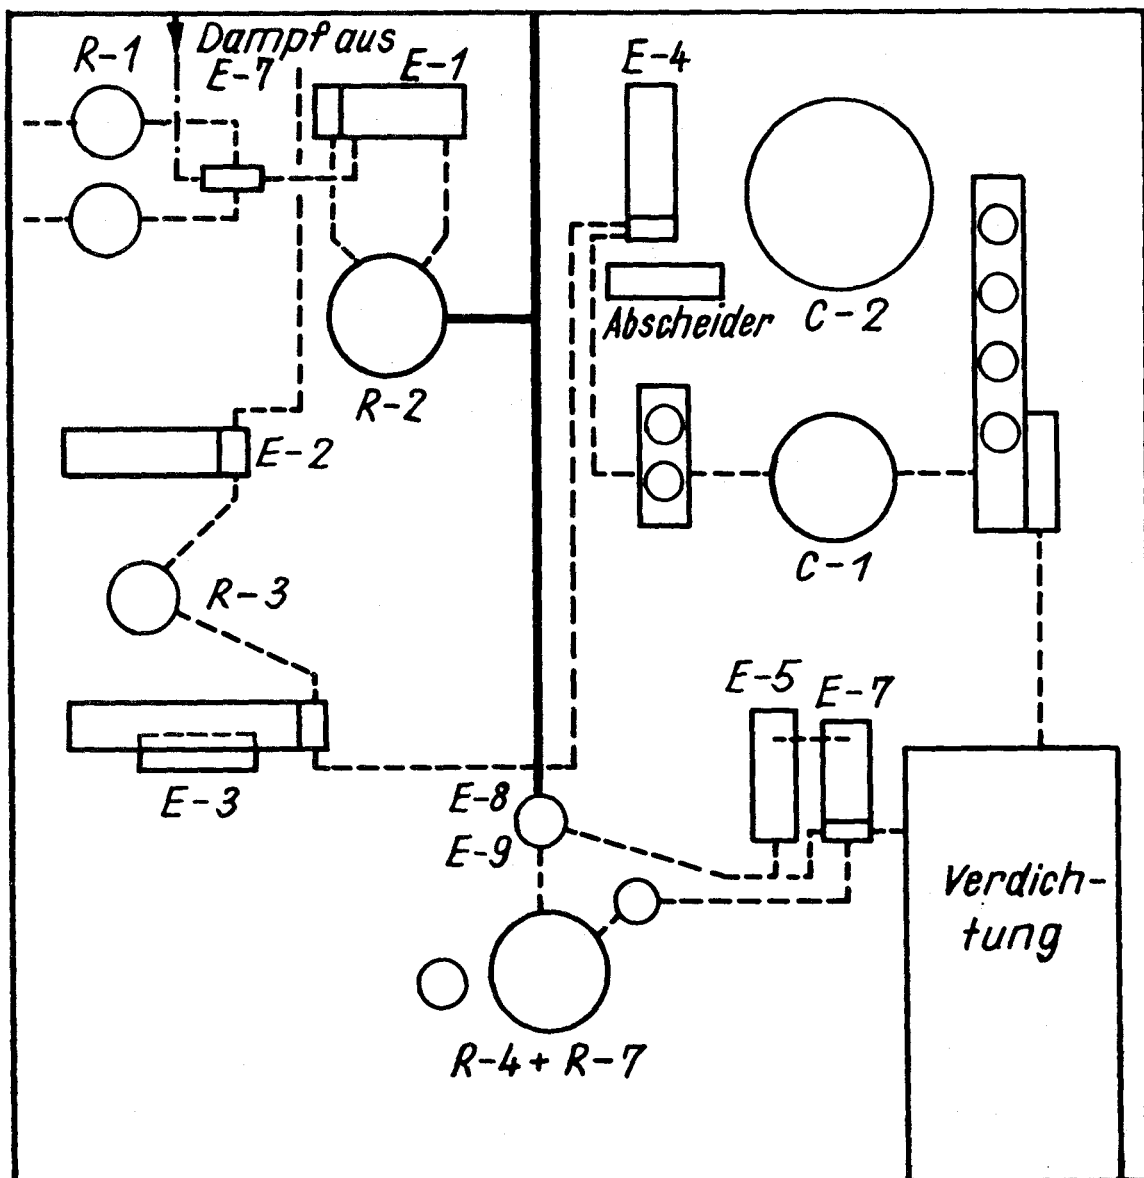 R-1
Dampf aus
E-7
E-1
E-4
R-2
Abscheider
C-2
E-2
C-1
R-3
E-5
E-7
E-3
E-8
E-9
Verdich-
tung
R-4 + R-7